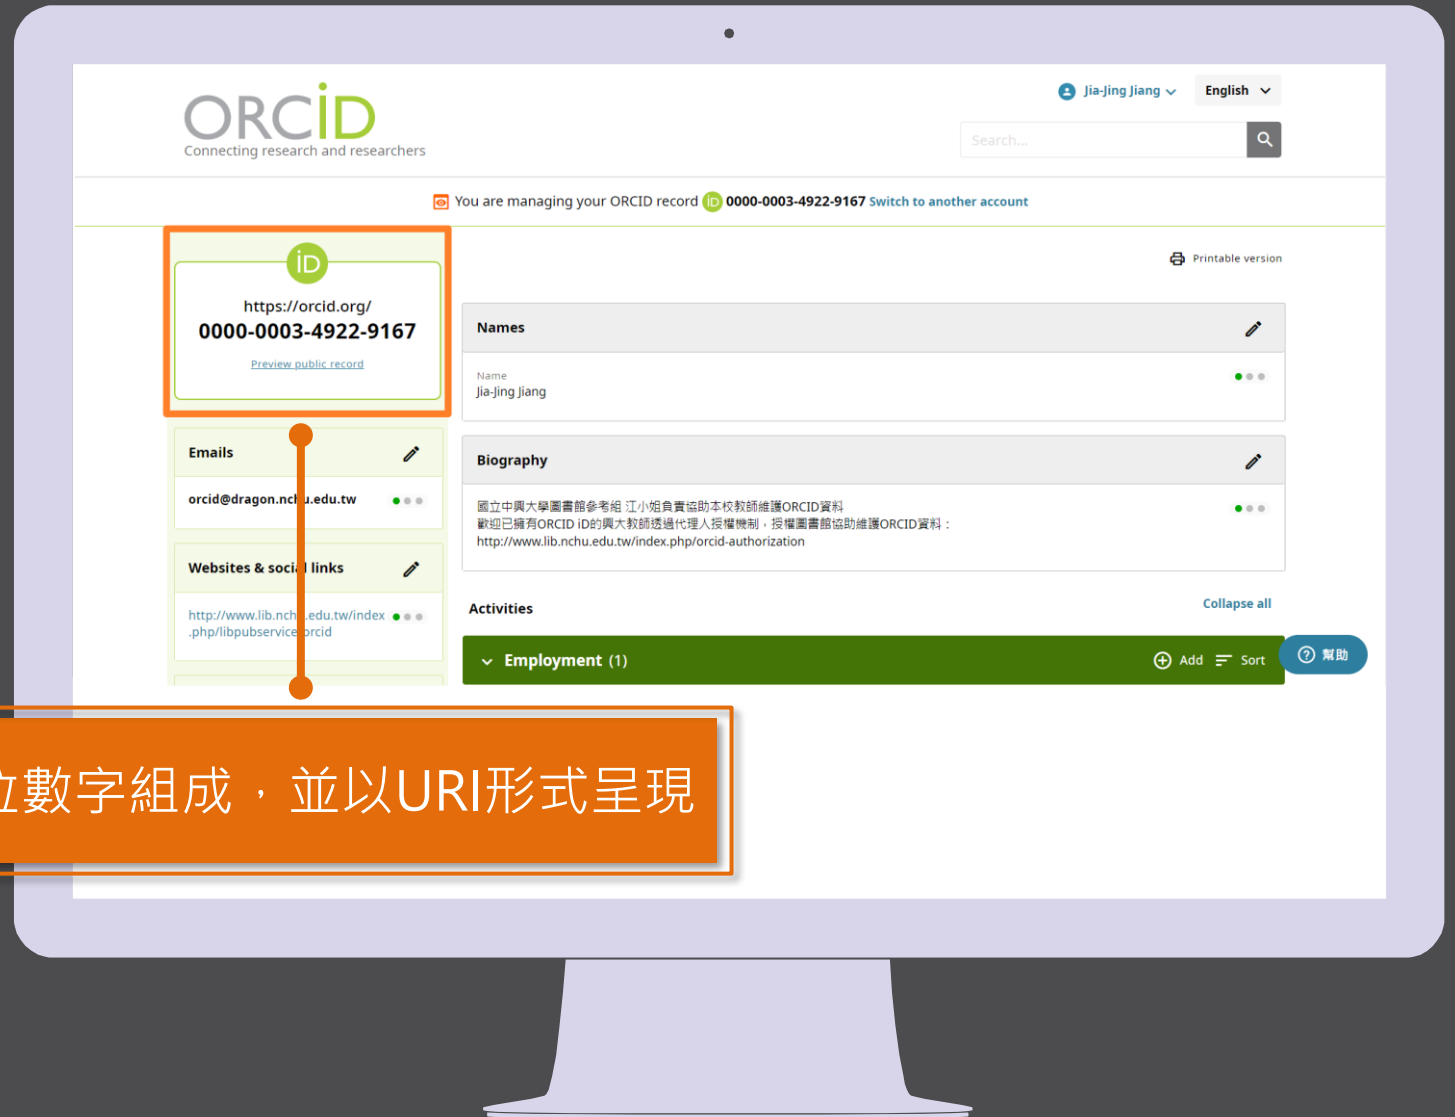 ORCiD
Connecting research and researchers
Jia-Jing Jiang
English
Search...
You are managing your ORCID record iD 0000-0003-4922-9167 Switch to another account
iD
https://orcid.org/
0000-0003-4922-9167
Preview public record
Printable version
Names
Name
Jia-Jing Jiang
Emails
orcid@dragon.nchu.edu.tw
Biography
國立中興大學圖書館參考組 江小姐負責協助本校教師維護ORCID資料
歡迎已擁有ORCID iD的興大教師透過代理人授權機制，授權圖書館協助維護ORCID資料：
http://www.lib.nchu.edu.tw/index.php/orcid-authorization
Websites & social links
http://www.lib.nchu.edu.tw/index
.php/libpubservice/orcid
Activities
Collapse all
Employment (1)
Add
Sort
幫助
位數字組成，並以URI形式呈現